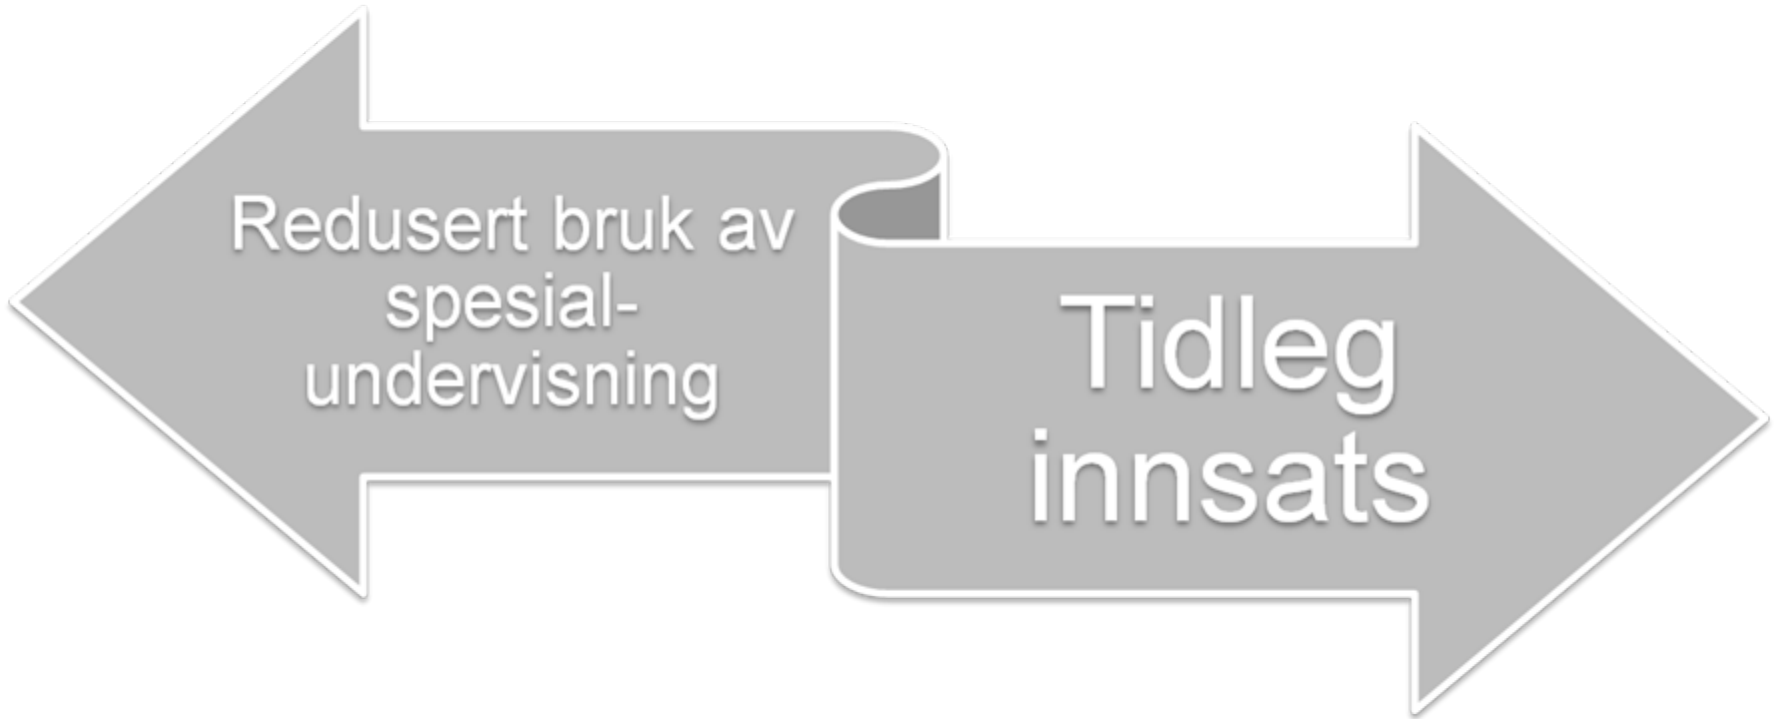 Redusert bruk av
spesial-
undervisning
Tidleg
innsats